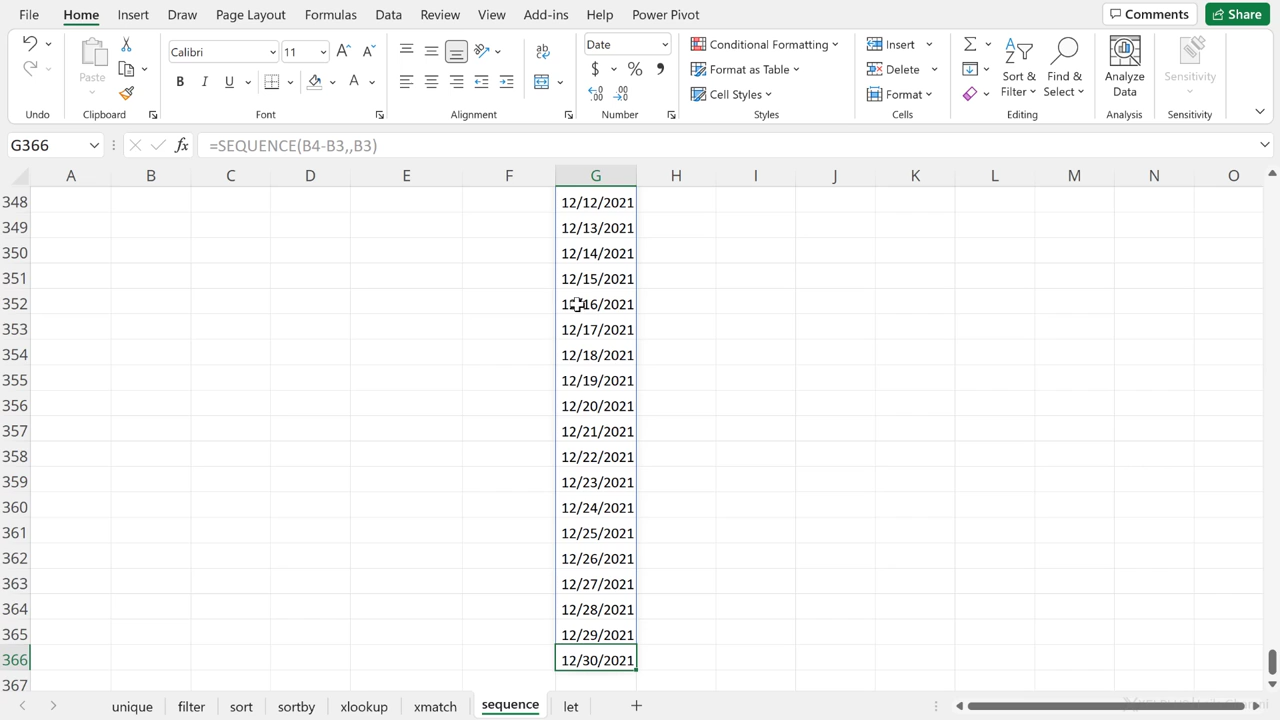 File Home Insert Draw Page Layout Formulas Data Review View Add-ins Help Power Pivot Comments Share
Calibri 11 Date Conditional Formatting Insert
Paste B I U A $ % Format as Table Delete Sort & Filter Find & Select Analyze Data Sensitivity
Cell Styles Format
Undo Clipboard Font Alignment Number Styles Cells Editing Analysis Sensitivity
G366 fx =SEQUENCE(B4-B3,,B3)
A B C D E F G H I J K L M N O
348 12/12/2021
349 12/13/2021
350 12/14/2021
351 12/15/2021
352 12/16/2021
353 12/17/2021
354 12/18/2021
355 12/19/2021
356 12/20/2021
357 12/21/2021
358 12/22/2021
359 12/23/2021
360 12/24/2021
361 12/25/2021
362 12/26/2021
363 12/27/2021
364 12/28/2021
365 12/29/2021
366 12/30/2021
367
unique filter sort sortby xlookup xmatch sequence let